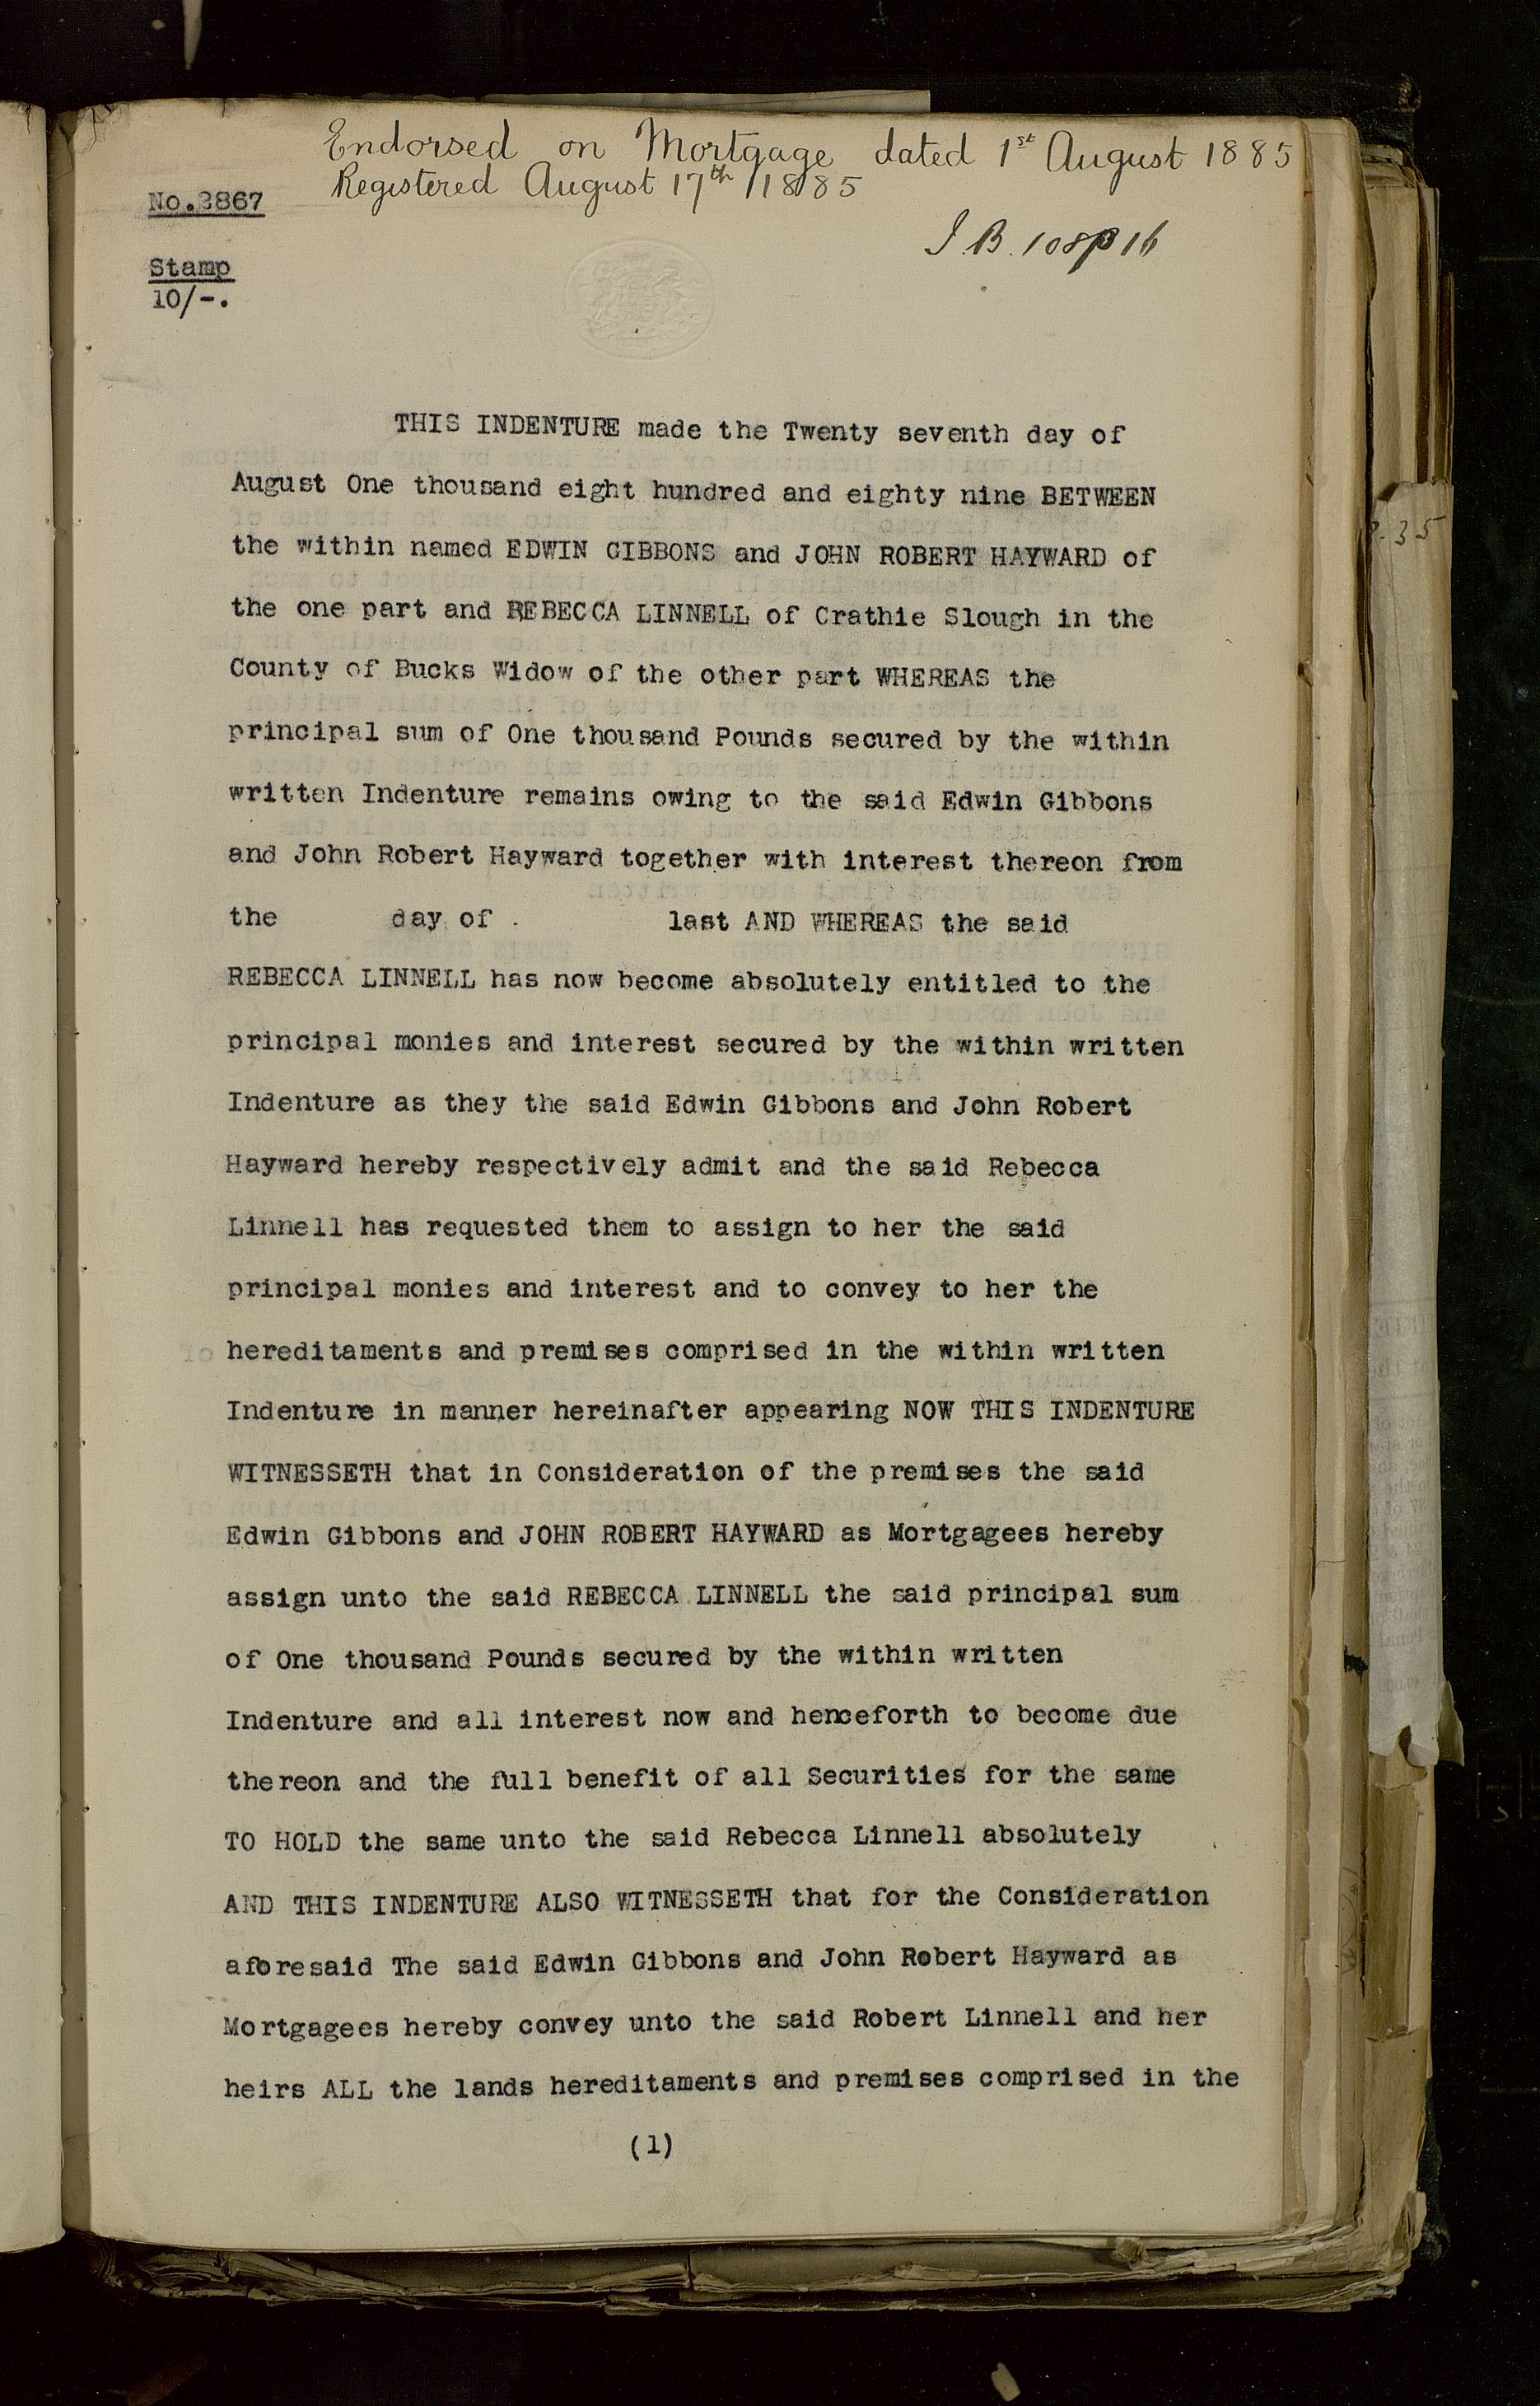 Endorsed on Mortgage dated 1st August 1885
Registered August 17th 1885
No.3867
I.B. 108 p 16
Stamp
10/-.
THIS INDENTURE made the Twenty seventh day of
August One thousand eight hundred and eighty nine BETWEEN
the within named EDWIN GIBBONS and JOHN ROBERT HAYWARD of
the one part and REBECCA LINNELL of Crathie Slough in the
County of Bucks Widow of the other part WHEREAS the
principal sum of One thousand Pounds secured by the within
written Indenture remains owing to the said Edwin Gibbons
and John Robert Hayward together with interest thereon from
the day of . last AND WHEREAS the said
REBECCA LINNELL has now become absolutely entitled to the
principal monies and interest secured by the within written
Indenture as they the said Edwin Gibbons and John Robert
Hayward hereby respectively admit and the said Rebecca
Linnell has requested them to assign to her the said
principal monies and interest and to convey to her the
hereditaments and premises comprised in the within written
Indenture in manner hereinafter appearing NOW THIS INDENTURE
WITNESSETH that in Consideration of the premises the said
Edwin Gibbons and JOHN ROBERT HAYWARD as Mortgagees hereby
assign unto the said REBECCA LINNELL the said principal sum
of One thousand Pounds secured by the within written
Indenture and all interest now and henceforth to become due
thereon and the full benefit of all Securities for the same
TO HOLD the same unto the said Rebecca Linnell absolutely
AND THIS INDENTURE ALSO WITNESSETH that for the Consideration
aforesaid The said Edwin Gibbons and John Robert Hayward as
Mortgagees hereby convey unto the said Robert Linnell and her
heirs ALL the lands hereditaments and premises comprised in the
(1)